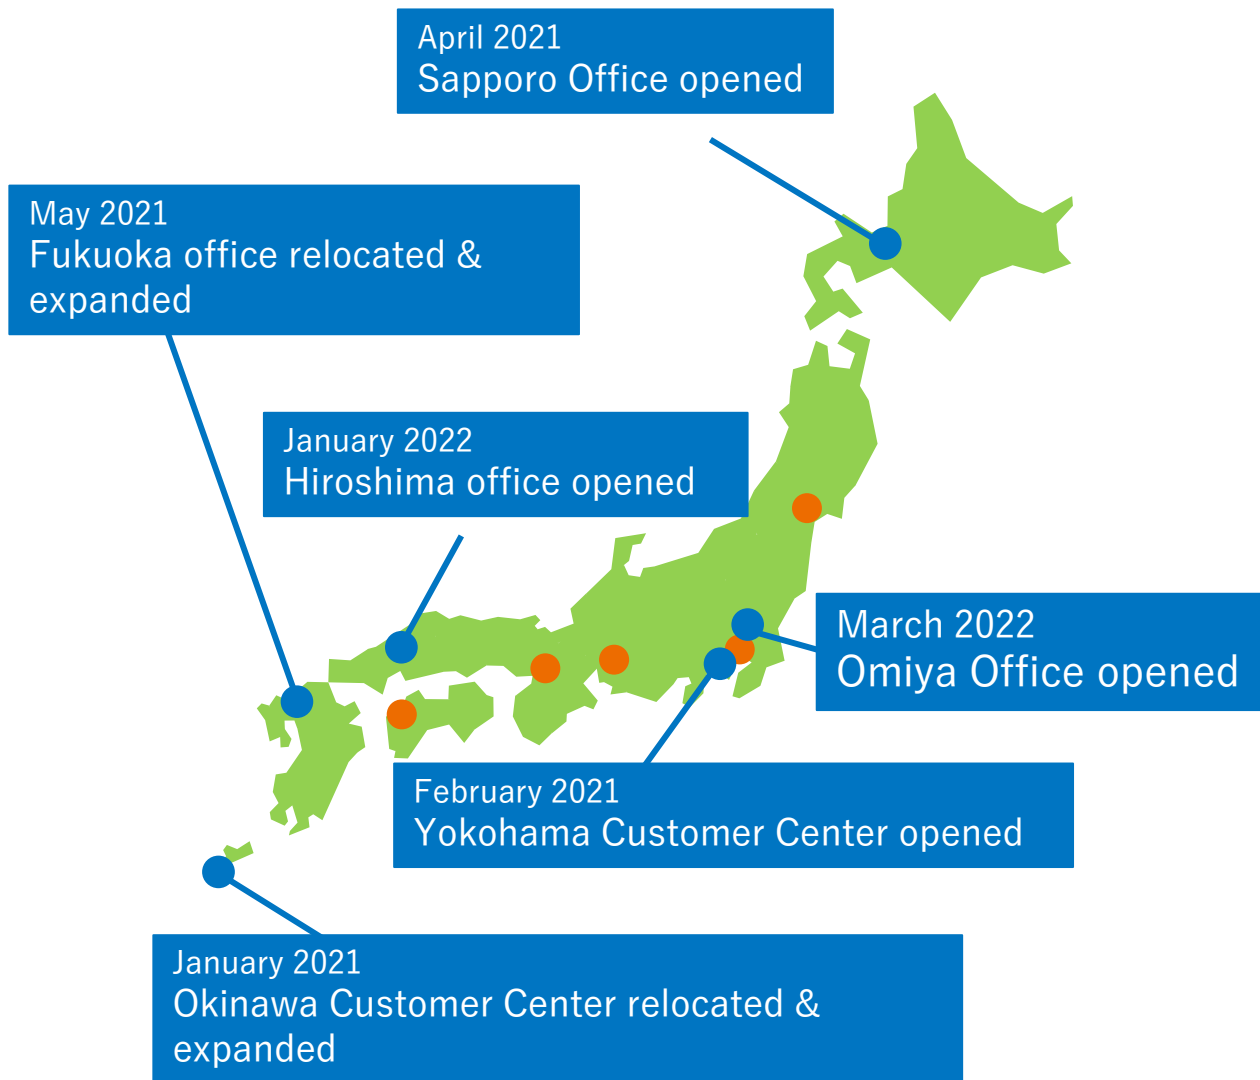 April 2021
Sapporo Office opened
May 2021
Fukuoka office relocated &
expanded
January 2022
Hiroshima office opened
March 2022
Omiya Office opened
February 2021
Yokohama Customer Center opened
January 2021
Okinawa Customer Center relocated &
expanded